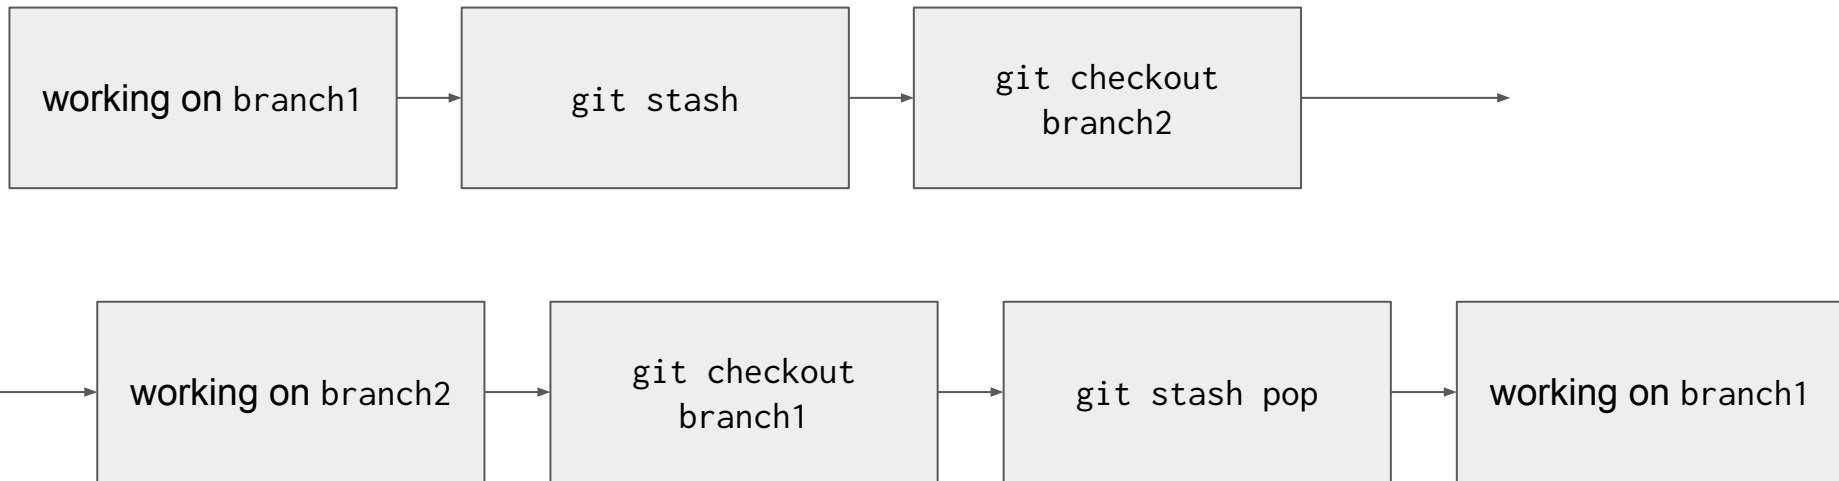 working on branch1
git stash
git checkout
branch2
working on branch2
git checkout
branch1
git stash pop
working on branch1